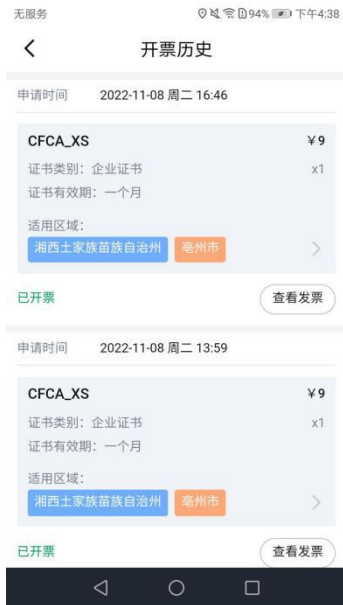 无服务 94% 下午4:38
开票历史
申请时间 2022-11-08 周二 16:46
CFCA_XS ¥9
证书类别：企业证书 x1
证书有效期：一个月
适用区域：
湘西土家族苗族自治州 亳州市
已开票 查看发票
申请时间 2022-11-08 周二 13:59
CFCA_XS ¥9
证书类别：企业证书 x1
证书有效期：一个月
适用区域：
湘西土家族苗族自治州 亳州市
已开票 查看发票